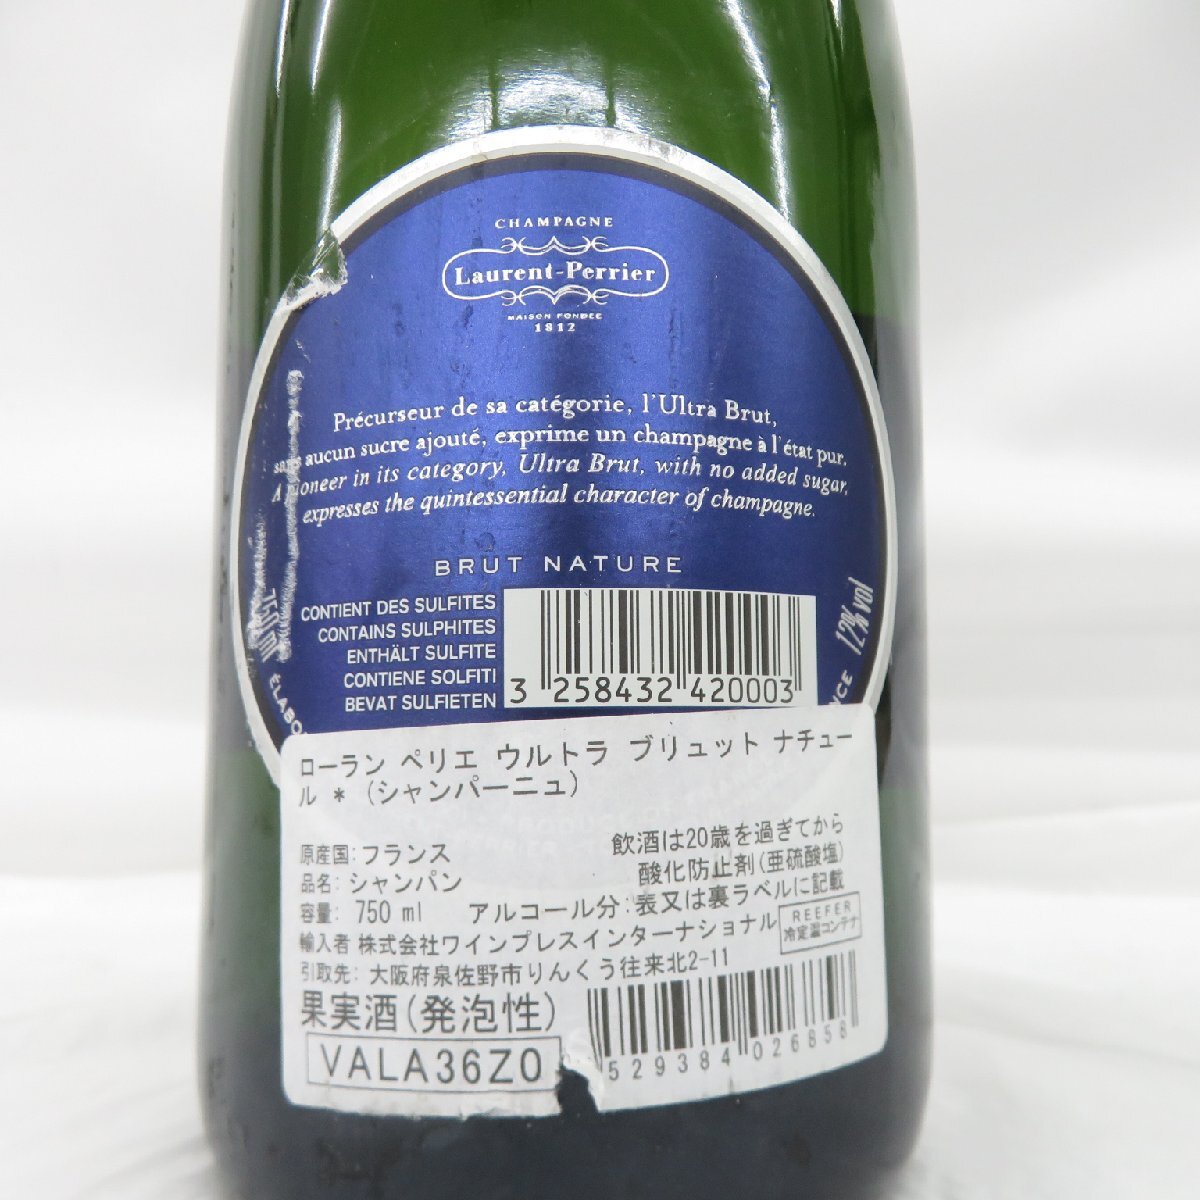 CHAMPAGNE
Laurent-Perrier
MAISON FONDEE
1812
Précurseur de sa catégorie, l'Ultra Brut,
aucun sucre ajouté, exprime un champagne à l'état pur.
A pioneer in its category, Ultra Brut, with no added sugar,
expresses the quintessential character of champagne.
BRUT NATURE
CONTIENT DES SULFITES
CONTAINS SULPHITES
ENTHÄLT SULFITE
CONTIENE SOLFITI
BEVAT SULFIETEN
3 258432 420003
750 ml
12% vol
ローラン ペリエ ウルトラ ブリュット ナチュー
ル * (シャンパーニュ)
原産国: フランス
飲酒は20歳を過ぎてから
品名: シャンパン
酸化防止剤(亜硫酸塩)
容量: 750 ml
アルコール分:表又は裏ラベルに記載
輸入者 株式会社ワインプレスインターナショナル
REEFER
冷定温コンテナ
引取先: 大阪府泉佐野市りんくう往来北2-11
果実酒(発泡性)
VALA36Z0
529384 026858